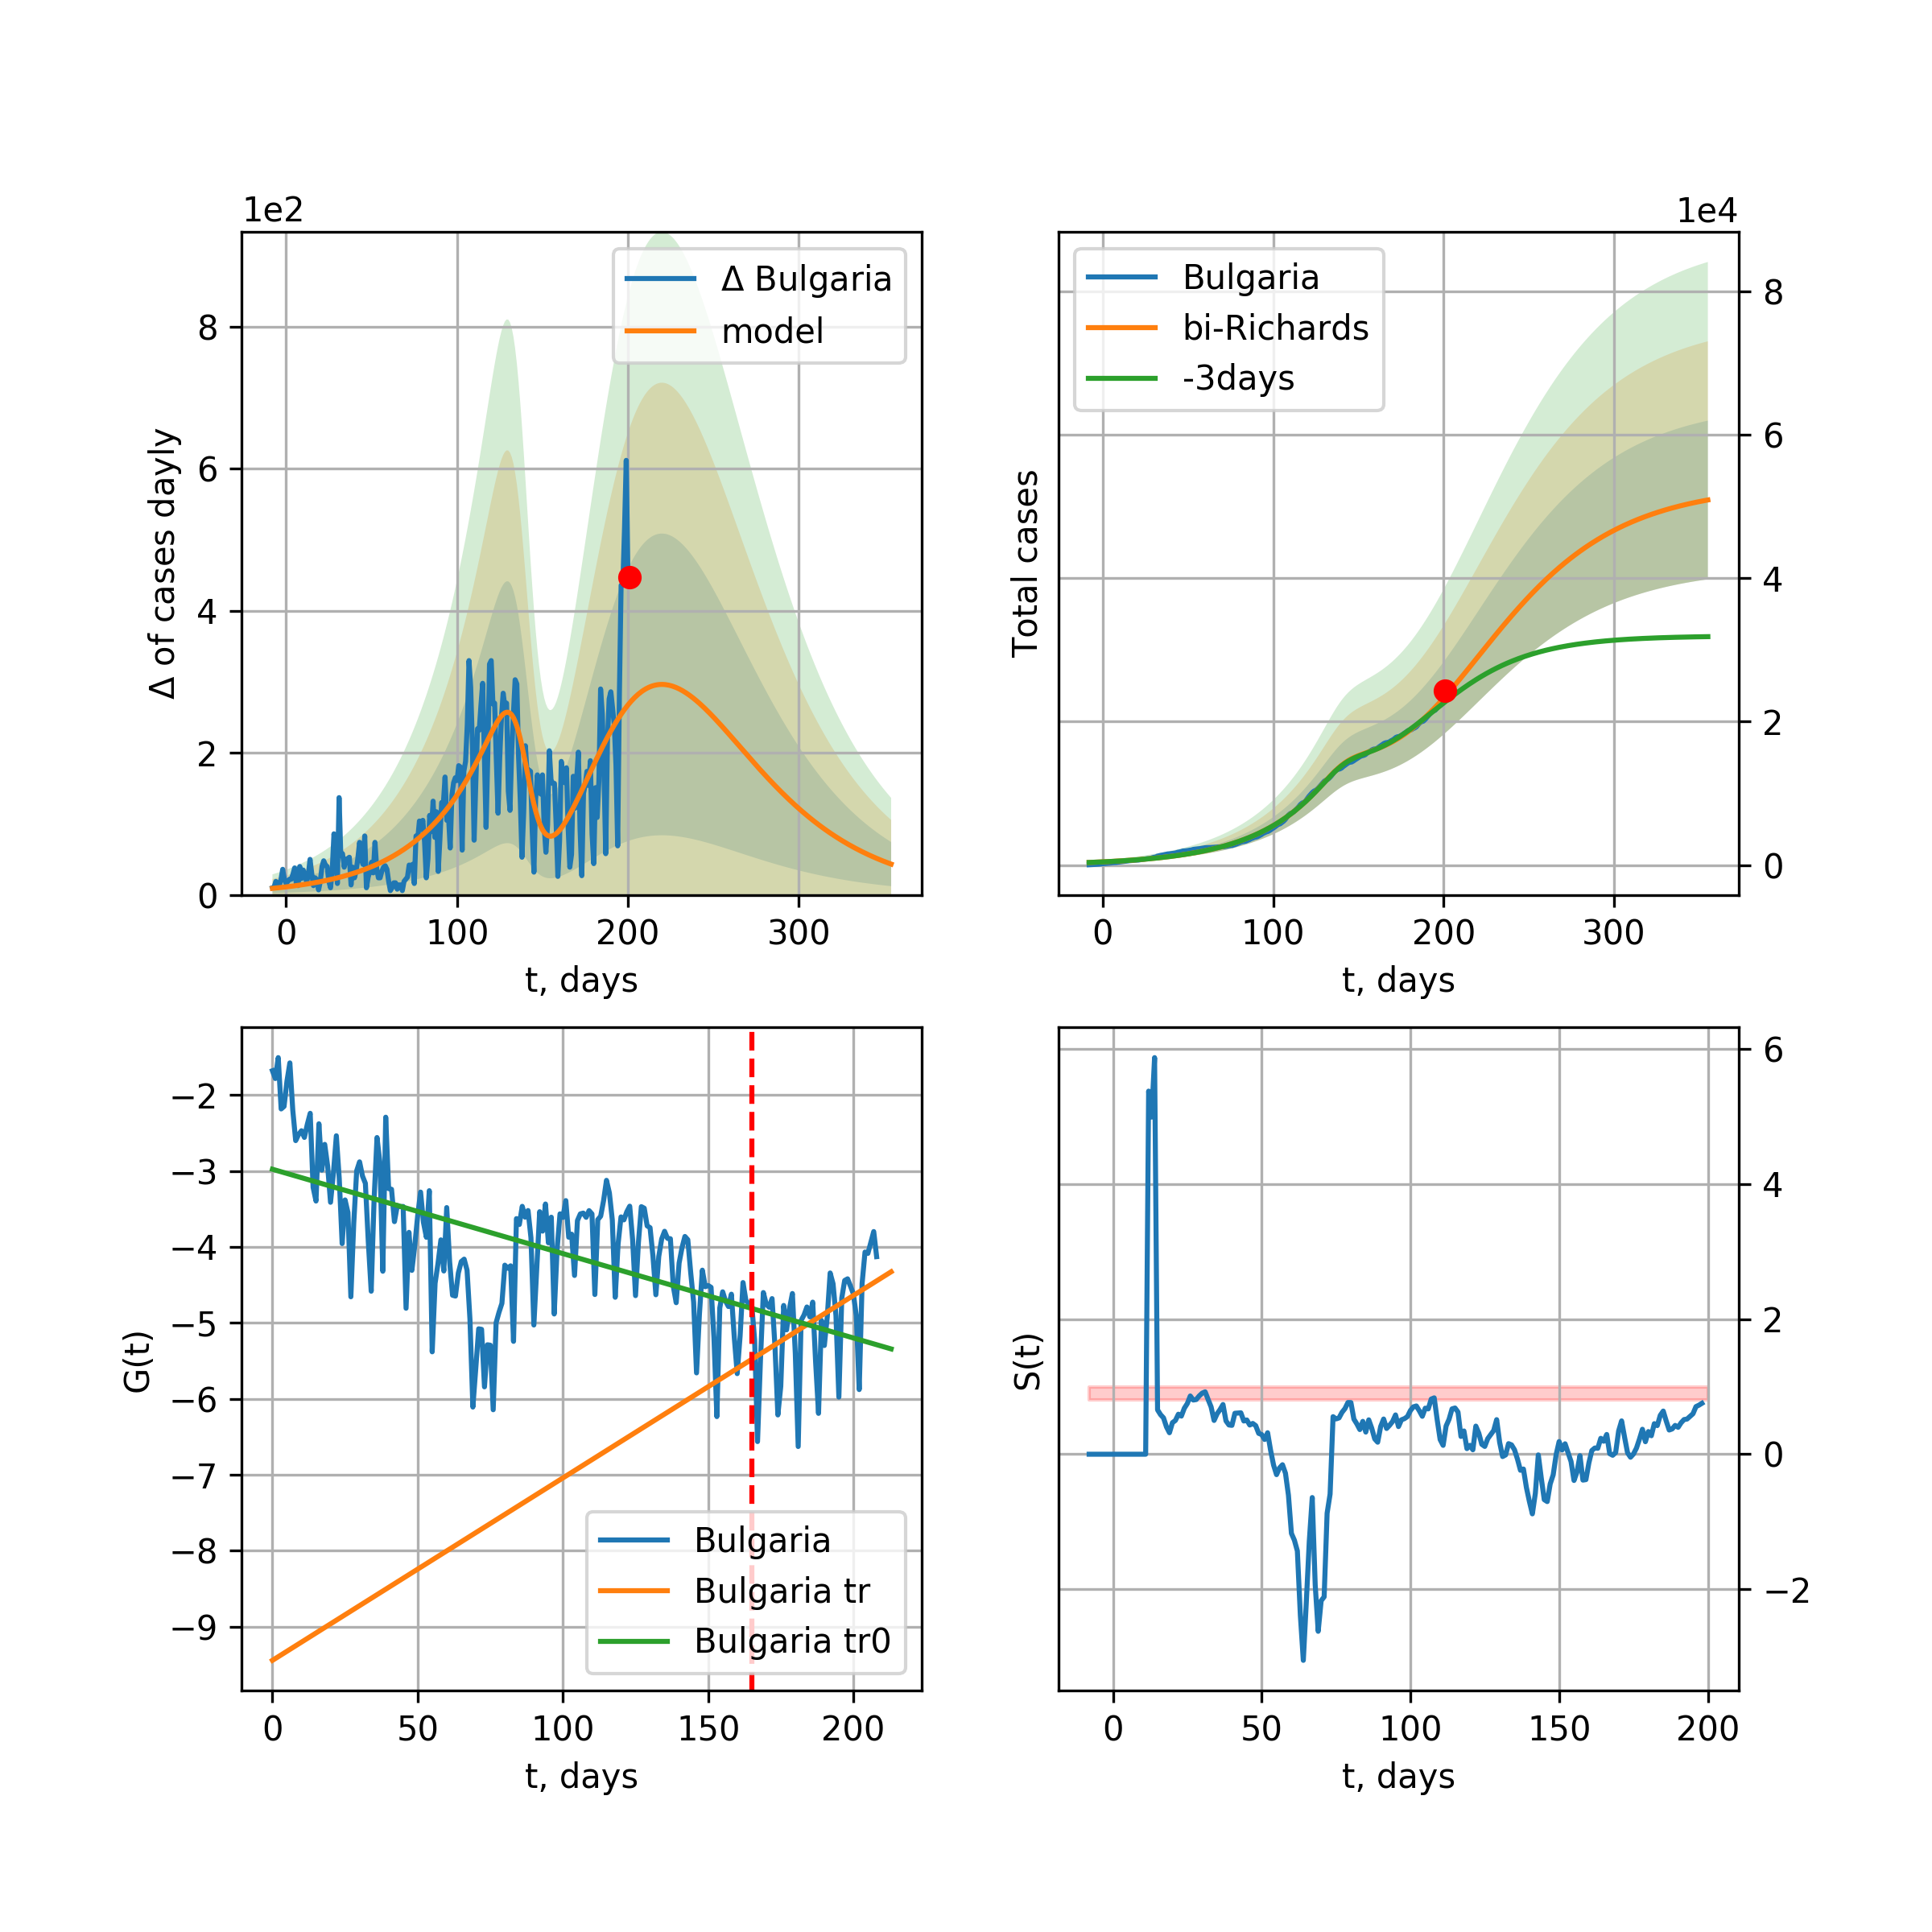 1e2
Δ of cases dayly
8
6
4
2
0
0 100 200 300
t, days
Δ Bulgaria
model
1e4
Total cases
8
6
4
2
0
0 100 200 300
t, days
Bulgaria
bi-Richards
-3days
G(t)
−2
−3
−4
−5
−6
−7
−8
−9
0 50 100 150 200
t, days
Bulgaria
Bulgaria tr
Bulgaria tr0
S(t)
6
4
2
0
−2
0 50 100 150 200
t, days